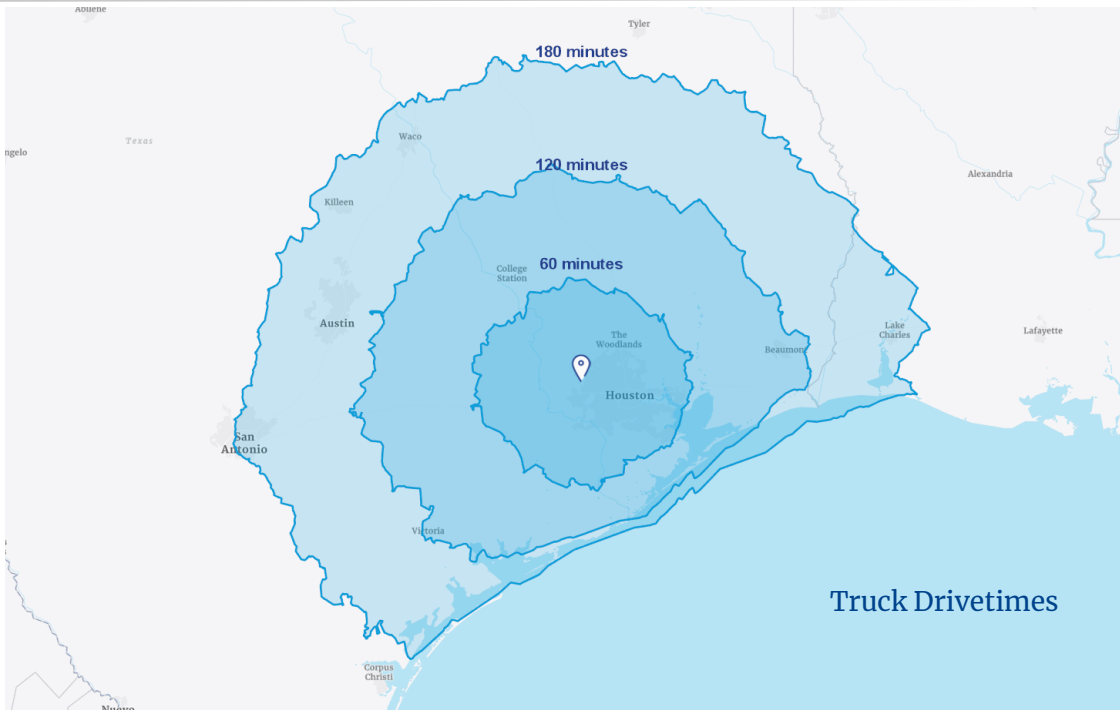 Abilene
Tyler
180 minutes
Waco
Texas
ngelo
120 minutes
Alexandria
Killeen
60 minutes
College
Station
Austin
Lake
Charles
Lafayette
The
Woodlands
Beaumont
Houston
San
Antonio
Victoria
Truck Drivetimes
Corpus
Christi
Nuevo